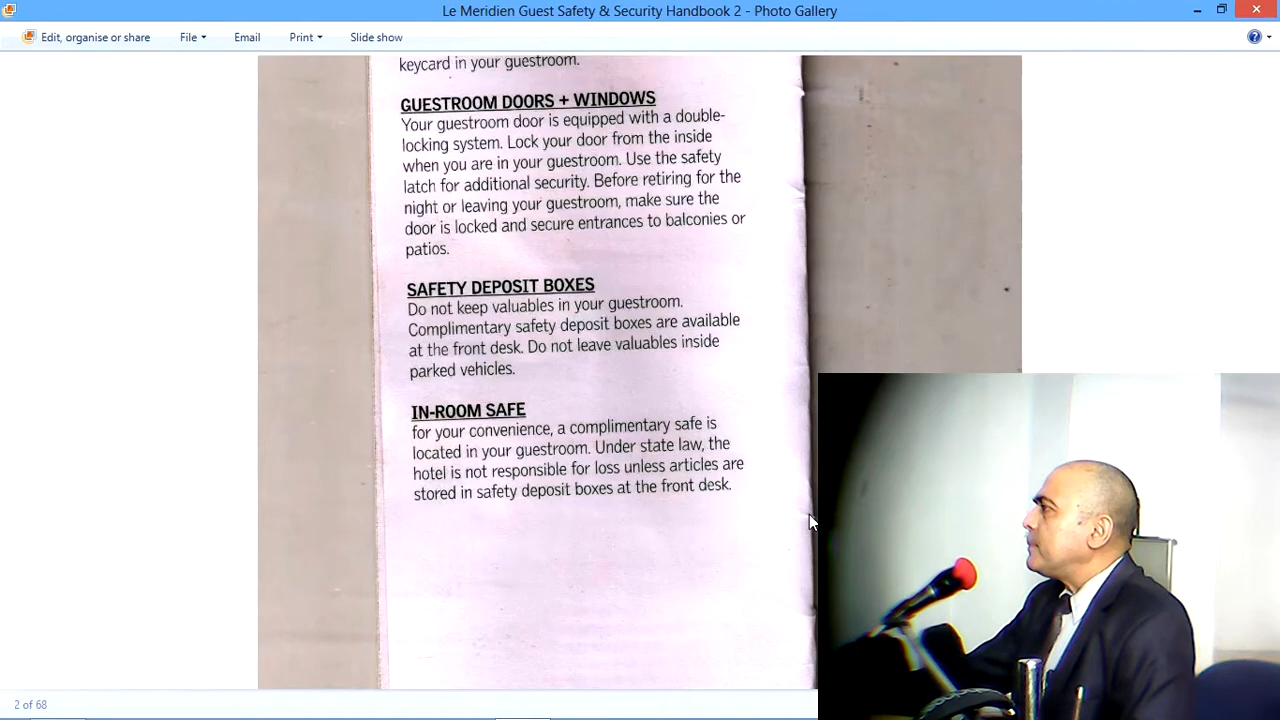 Le Meridien Guest Safety & Security Handbook 2 - Photo Gallery
Edit, organise or share
File
Email
Print
Slide show
keycard in your guestroom.
GUESTROOM DOORS + WINDOWS
Your guestroom door is equipped with a double-
locking system. Lock your door from the inside
when you are in your guestroom. Use the safety
latch for additional security. Before retiring for the
night or leaving your guestroom, make sure the
door is locked and secure entrances to balconies or
patios.
SAFETY DEPOSIT BOXES
Do not keep valuables in your guestroom.
Complimentary safety deposit boxes are available
at the front desk. Do not leave valuables inside
parked vehicles.
IN-ROOM SAFE
for your convenience, a complimentary safe is
located in your guestroom. Under state law, the
hotel is not responsible for loss unless articles are
stored in safety deposit boxes at the front desk.
2 of 68